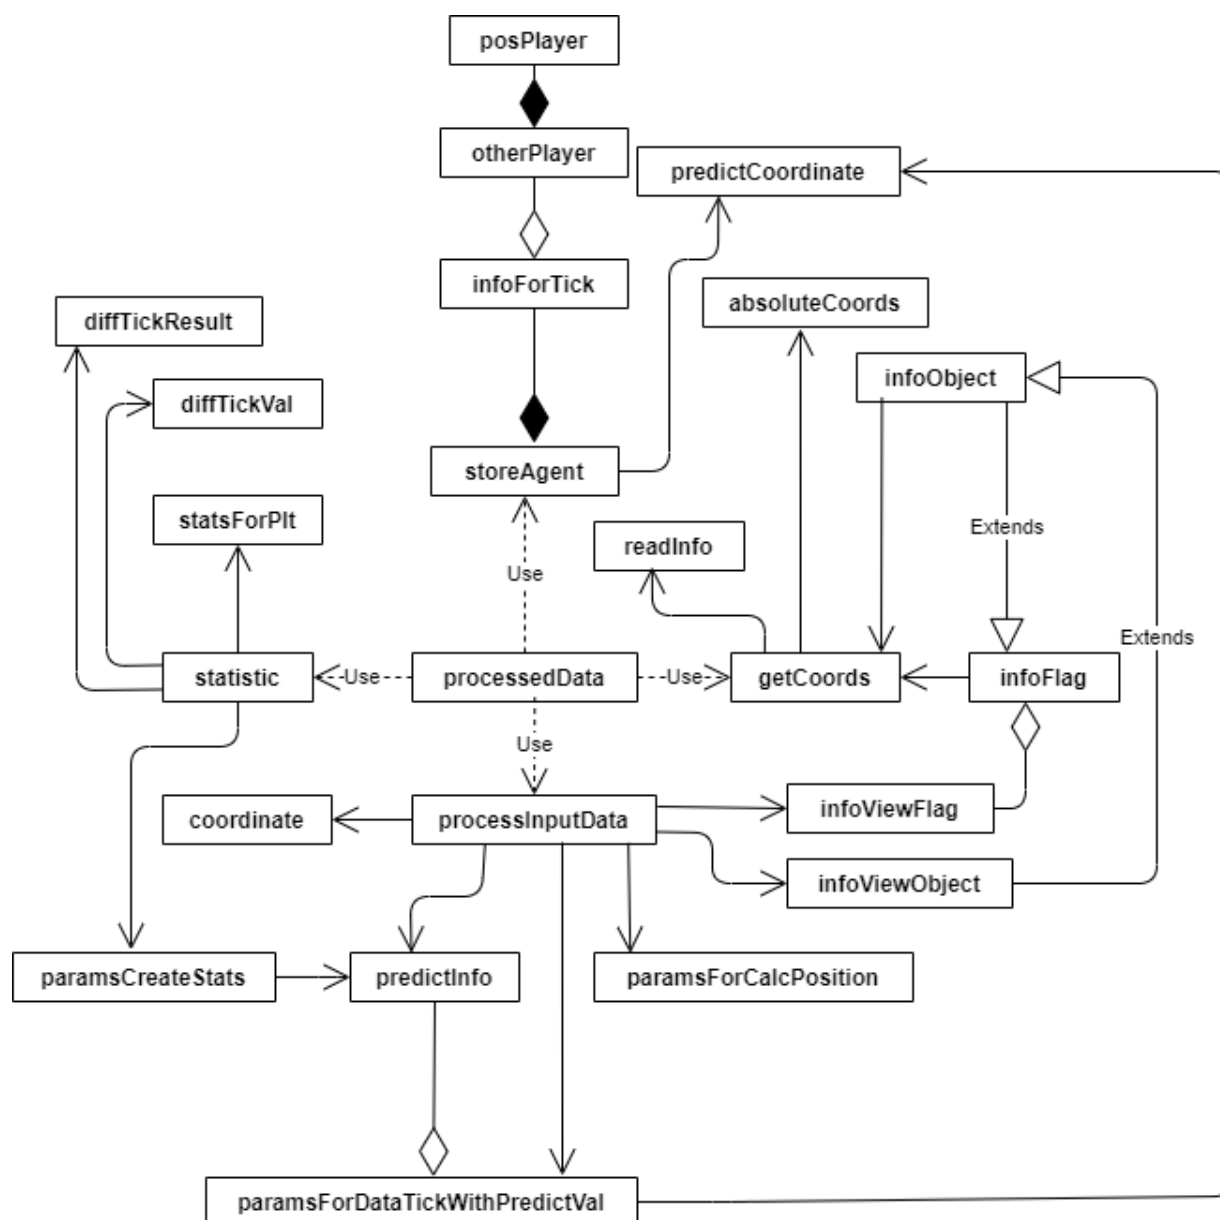 posPlayer
otherPlayer
predictCoordinate
infoForTick
absoluteCoords
diffTickResult
infoObject
diffTickVal
storeAgent
statsForPlt
Extends
readInfo
Use
Extends
statistic
Use
processedData
Use
getCoords
infoFlag
Use
coordinate
processInputData
infoViewFlag
infoViewObject
paramsCreateStats
predictInfo
paramsForCalcPosition
paramsForDataTickWithPredictVal